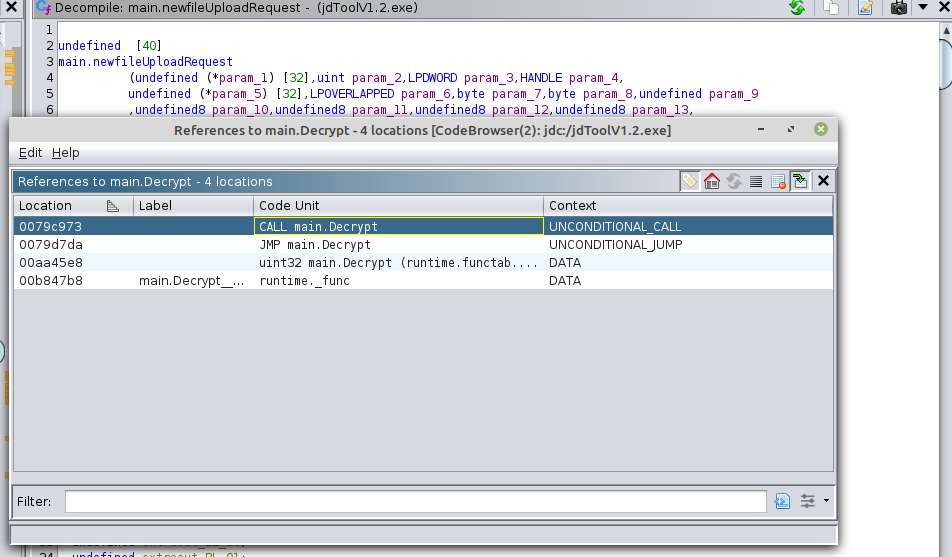 Decompile: main.newfileUploadRequest - (jdToolV1.2.exe)
1
2 undefined [40]
3 main.newfileUploadRequest
4 (undefined (*param_1) [32],uint param_2,LPDWORD param_3,HANDLE param_4,
5 undefined (*param_5) [32],LPOVERLAPPED param_6,byte param_7,byte param_8,undefined param_9
6 ,undefined8 param_10,undefined8 param_11,undefined8 param_12,undefined8 param_13,
References to main.Decrypt - 4 locations [CodeBrowser(2): jdc:/jdToolV1.2.exe]
Edit Help
References to main.Decrypt - 4 locations
Location Label Code Unit Context
0079c973 CALL main.Decrypt UNCONDITIONAL_CALL
0079d7da JMP main.Decrypt UNCONDITIONAL_JUMP
00aa45e8 uint32 main.Decrypt (runtime.functab.... DATA
00b847b8 main.Decrypt__... runtime._func DATA
Filter: